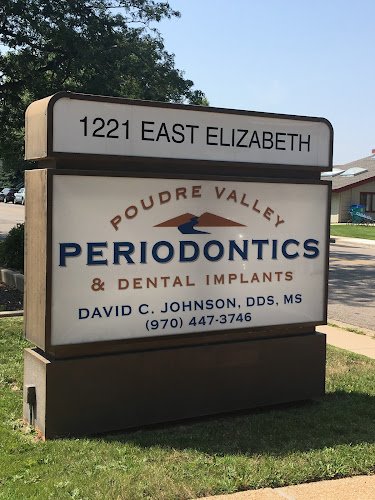 1221 EAST ELIZABETH
POUDRE VALLEY
PERIODONTICS
& DENTAL IMPLANTS
DAVID C. JOHNSON, DDS, MS
(970) 447-3746